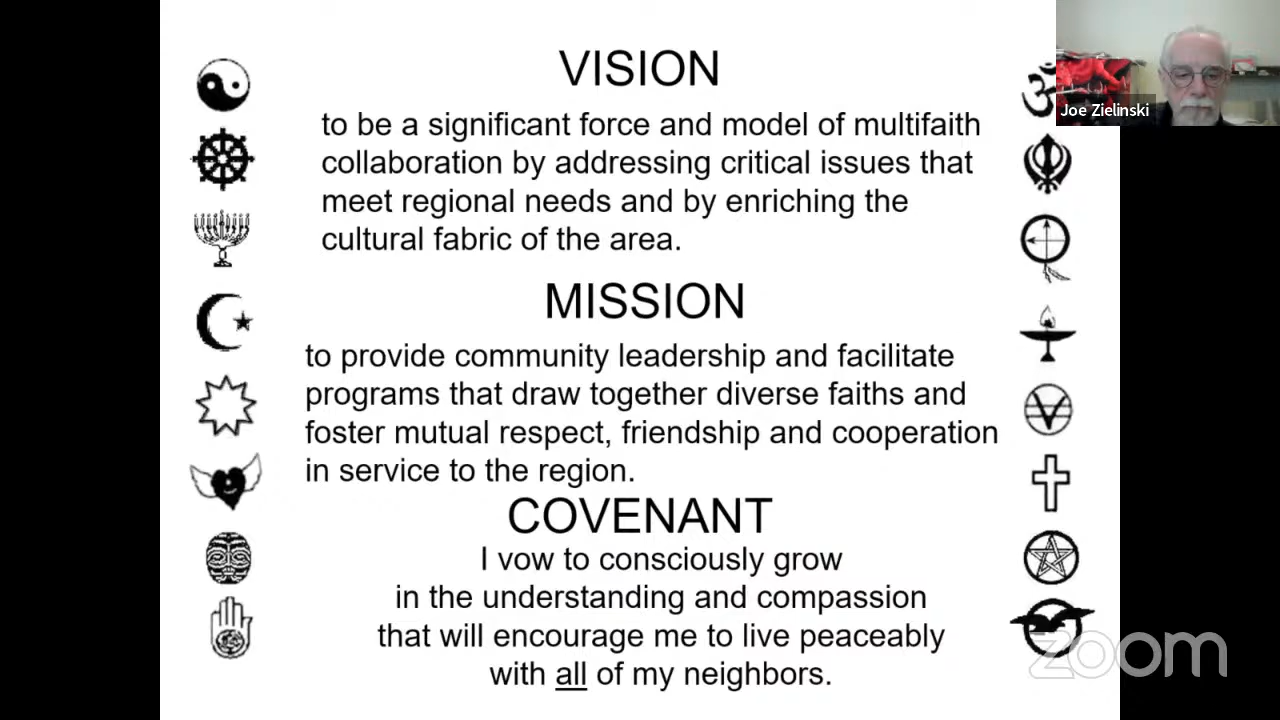 VISION
to be a significant force and model of multifaith
collaboration by addressing critical issues that
meet regional needs and by enriching the
cultural fabric of the area.
MISSION
to provide community leadership and facilitate
programs that draw together diverse faiths and
foster mutual respect, friendship and cooperation
in service to the region.
COVENANT
I vow to consciously grow
in the understanding and compassion
that will encourage me to live peaceably
with all of my neighbors.
Joe Zielinski
zoom